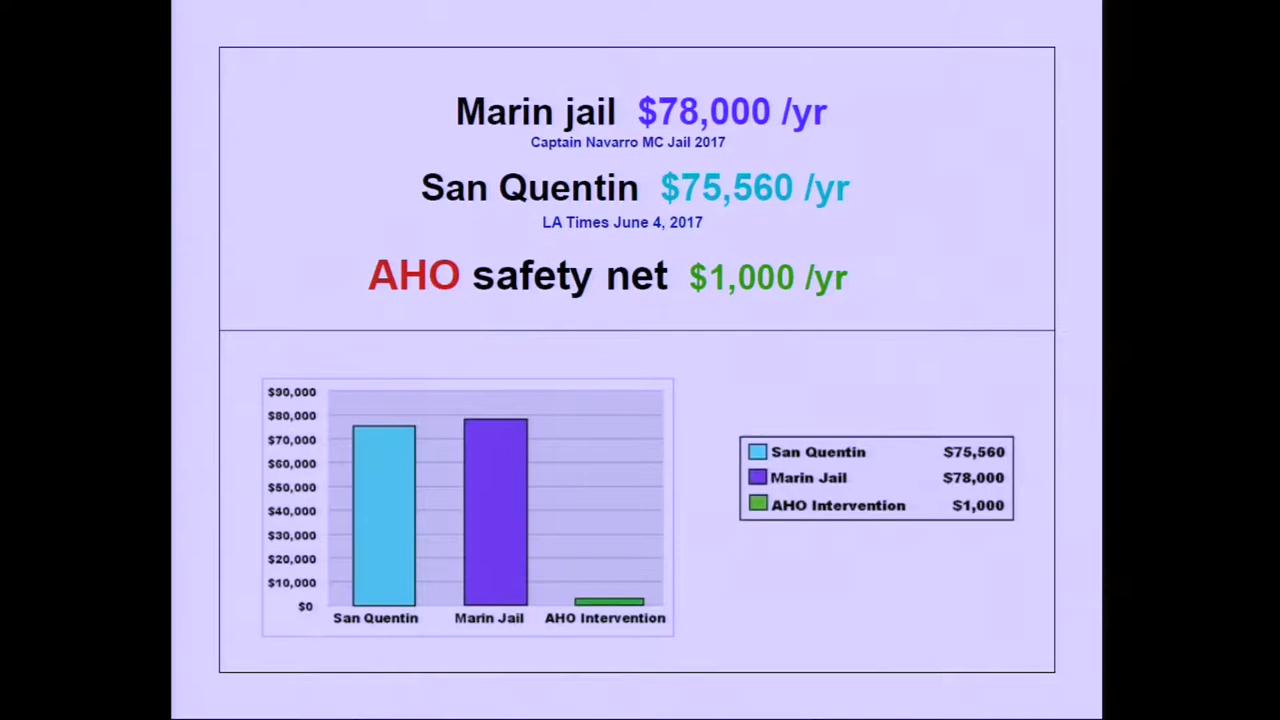 Marin jail $78,000 /yr
Captain Navarro MC Jail 2017
San Quentin $75,560 /yr
LA Times June 4, 2017
AHO safety net $1,000 /yr
$90,000
$80,000
$70,000
$60,000
$50,000
$40,000
$30,000
$20,000
$10,000
$0
San Quentin Marin Jail AHO Intervention
San Quentin $75,560
Marin Jail $78,000
AHO Intervention $1,000